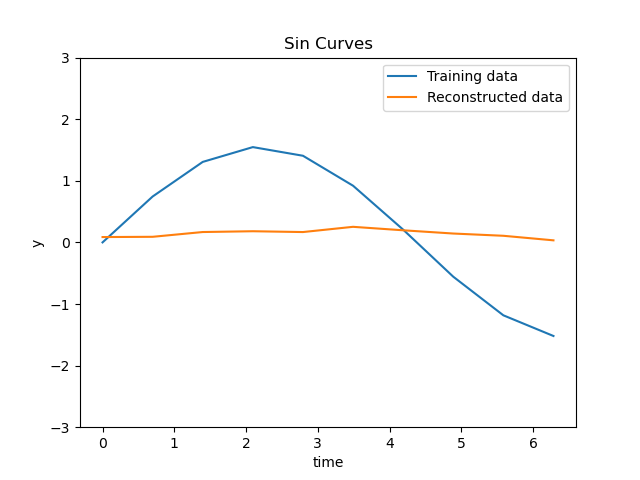 Sin Curves
Training data
Reconstructed data
3
2
1
0
−1
−2
−3
y
0 1 2 3 4 5 6
time